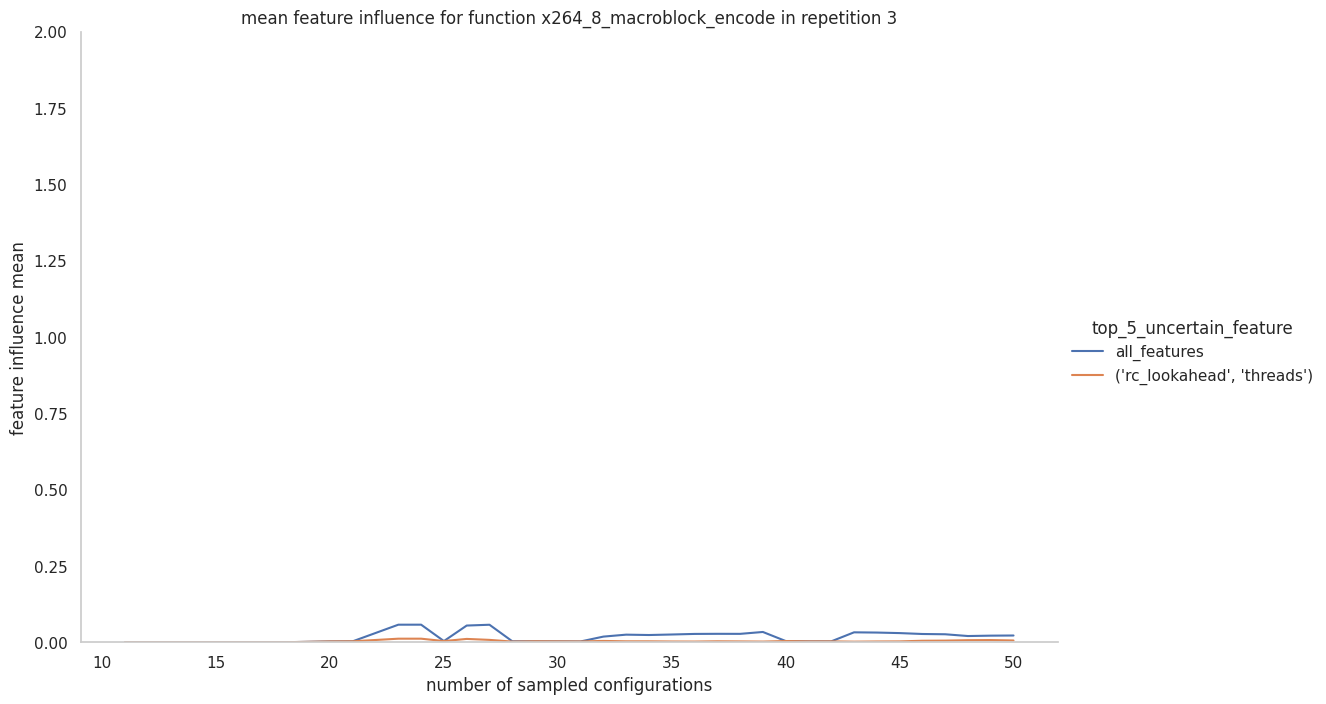 mean feature influence for function x264_8_macroblock_encode in repetition 3
2.00
1.75
1.50
1.25
1.00
0.75
0.50
0.25
0.00
feature influence mean
10 15 20 25 30 35 40 45 50
number of sampled configurations
top_5_uncertain_feature
all_features
('rc_lookahead', 'threads')